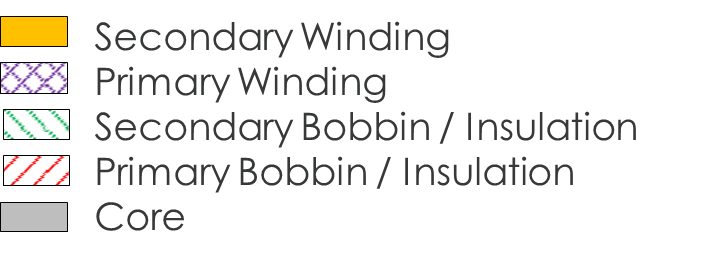 Secondary Winding
Primary Winding
Secondary Bobbin / Insulation
Primary Bobbin / Insulation
Core